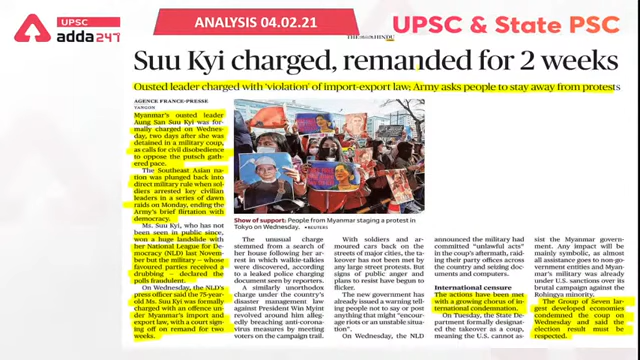 UPSC
adda247
ANALYSIS 04.02.21
UPSC & State PSC
THE HINDU
Suu Kyi charged, remanded for 2 weeks
Ousted leader charged with 'violation' of import-export law; Army asks people to stay away from protests
AGENCE FRANCE-PRESSE
YANGON
Myanmar's ousted leader
Aung San Suu Kyi was for-
mally charged on Wednes-
day, two days after she was
detained in a military coup,
as calls for civil disobedience
to oppose the putsch gath-
ered pace.
The Southeast Asian na-
tion was plunged back into
direct military rule when sol-
diers arrested key civilian
leaders in a series of dawn
raids on Monday, ending the
Army's brief flirtation with
democracy.
Ms. Suu Kyi, who has not
been seen in public since,
won a huge landslide with
her National League for De-
mocracy (NLD) last Novem-
ber but the military — whose
favoured parties received a
drubbing — declared the
polls fraudulent.
On Wednesday, the NLD's
press officer said the 75-year-
old Ms. Suu Kyi was formally
charged with an offence un-
der Myanmar's import and
export law, with a court sign-
ing off on remand for two
weeks.
Show of support: People from Myanmar staging a protest in
Tokyo on Wednesday. • REUTERS
The unusual charge
stemmed from a search of
her house following her ar-
rest in which walkie-talkies
were discovered, according
to a leaked police charging
document seen by reporters.
A similarly unorthodox
charge under the country's
disaster management law
against President Win Myint
revolved around him alleg-
edly breaching anti-corona-
virus measures by meeting
voters on the campaign trail.
With soldiers and ar-
moured cars back on the
streets of major cities, the ta-
keover has not been met by
any large street protests. But
signs of public anger and
plans to resist have begun to
flicker.
The new government has
already issued a warning tell-
ing people not to say or post
anything that might "encour-
age riots or an unstable situa-
tion".
On Wednesday, the NLD
announced the military had
committed "unlawful acts"
in the coup's aftermath, raid-
ing their party offices across
the country and seizing docu-
ments and computers.
International censure
The actions have been met
with a growing chorus of in-
ternational condemnation.
On Tuesday, the State De-
partment formally designat-
ed the takeover as a coup,
meaning the U.S. cannot as-
sist the Myanmar govern-
ment. Any impact will be
mainly symbolic, as almost
all assistance goes to non-go-
vernment entities and Myan-
mar's military was already
under U.S. sanctions over its
brutal campaign against the
Rohingya minority.
The Group of Seven lar-
gest developed economies
condemned the coup on
Wednesday and said the
election result must be
respected.